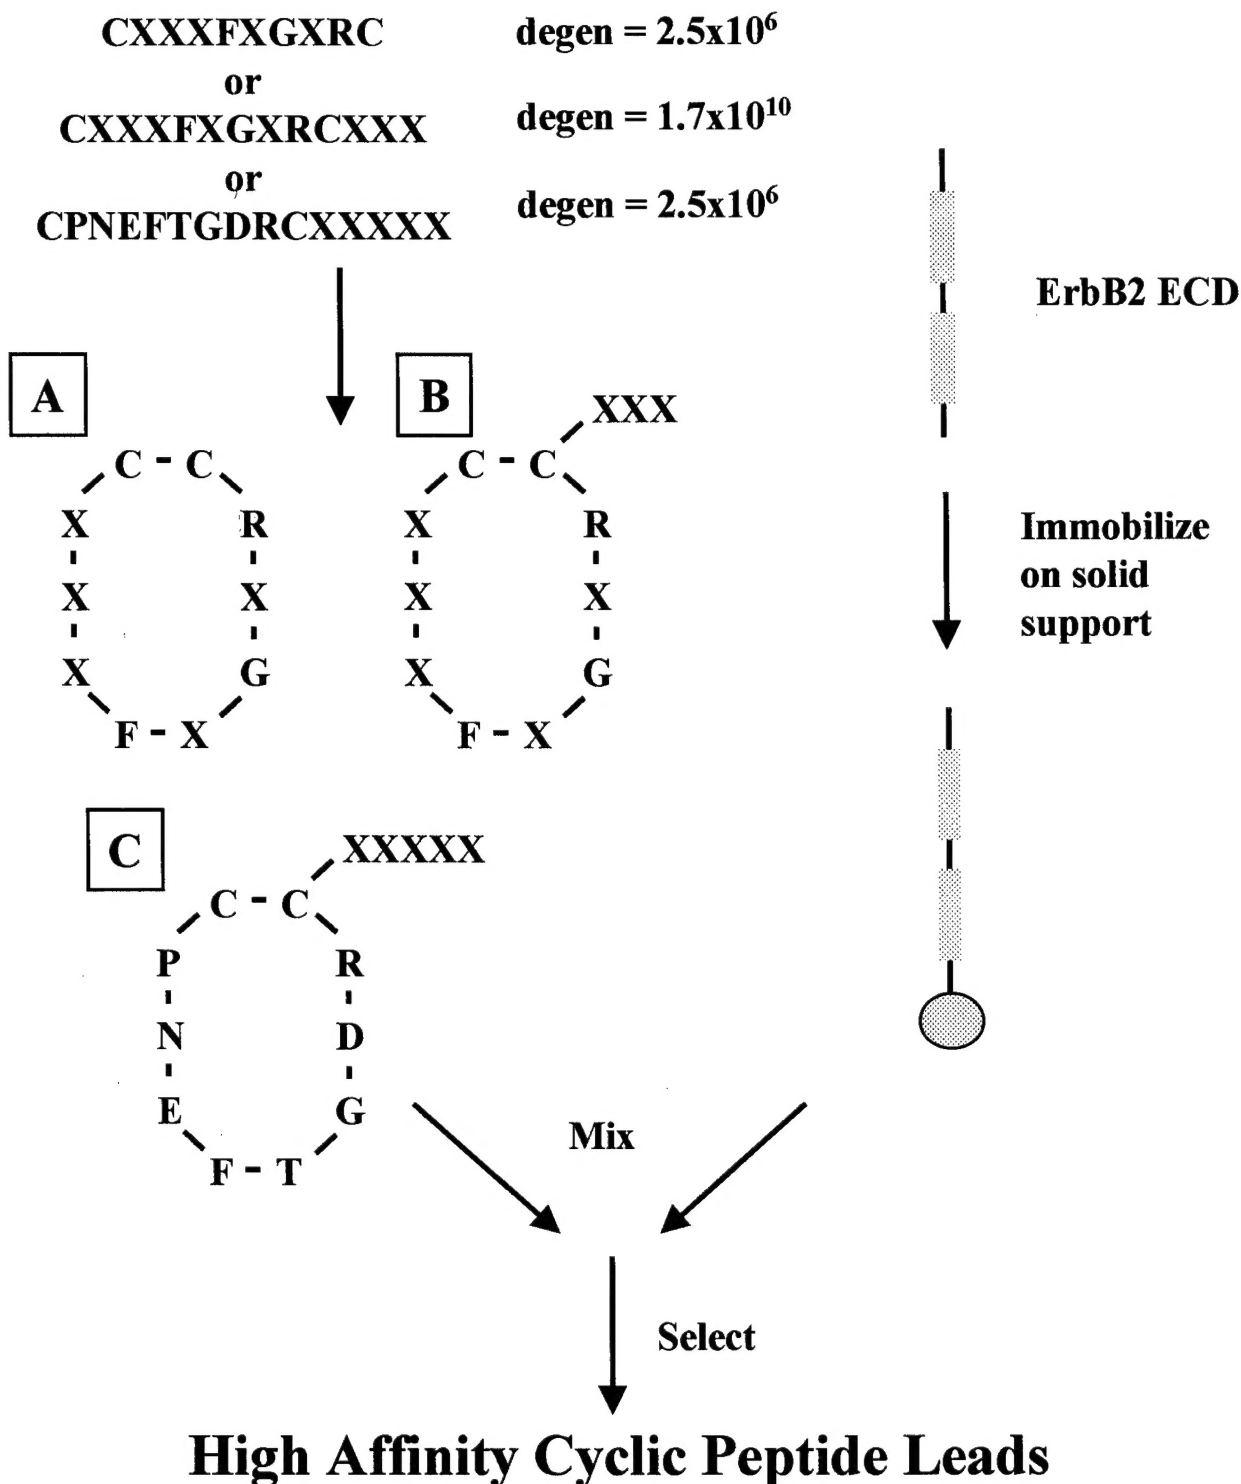 CXXXFXGXRC
degen = 2.5x10⁶
or
CXXXFXGXRCXXX
degen = 1.7x10¹⁰
or
CPNEFTGDRCXXXXX
degen = 2.5x10⁶
ErbB2 ECD
A
C - C
X R
X X
X G
F - X
B
XXX
C - C
X R
X X
X G
F - X
Immobilize
on solid
support
C
XXXXX
C - C
P R
N D
E G
F - T
Mix
Select
High Affinity Cyclic Peptide Leads